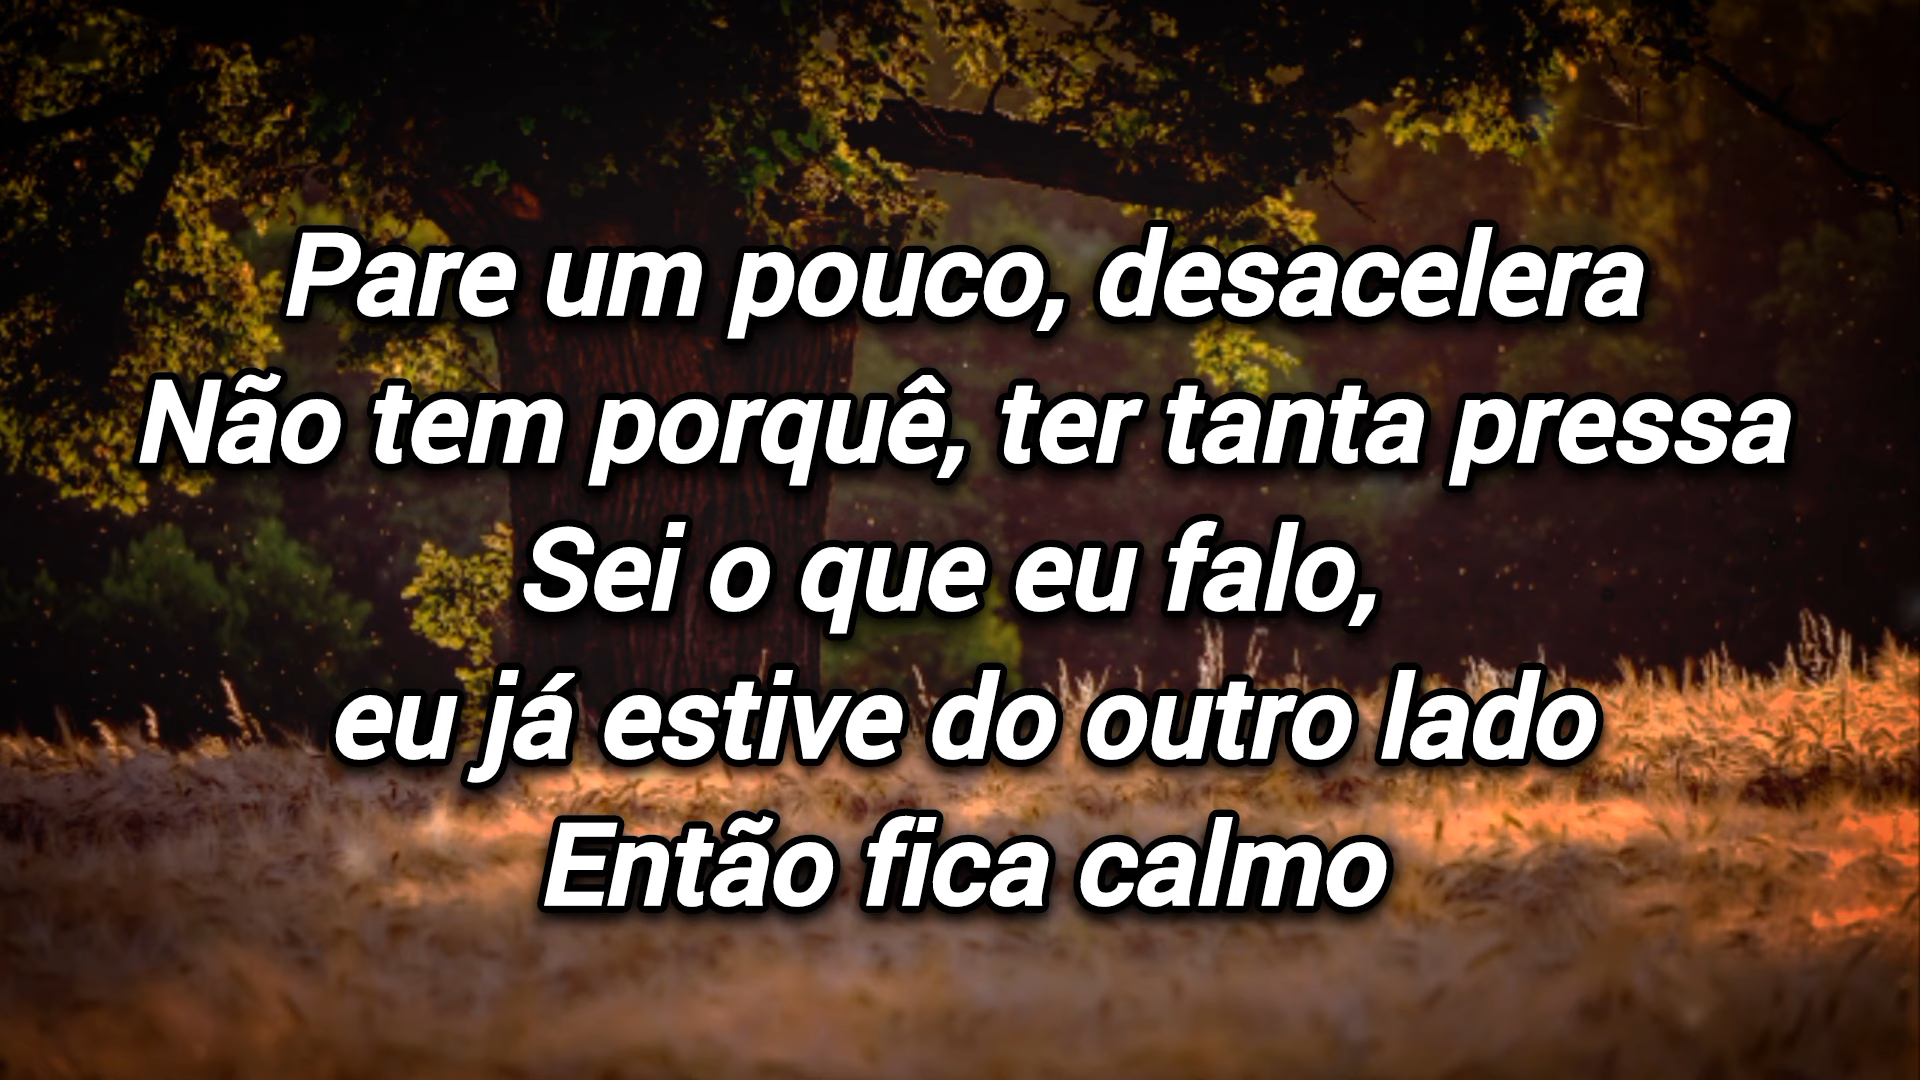 Pare um pouco, desacelera
Não tem porquê, ter tanta pressa
Sei o que eu falo,
eu já estive do outro lado
Então fica calmo